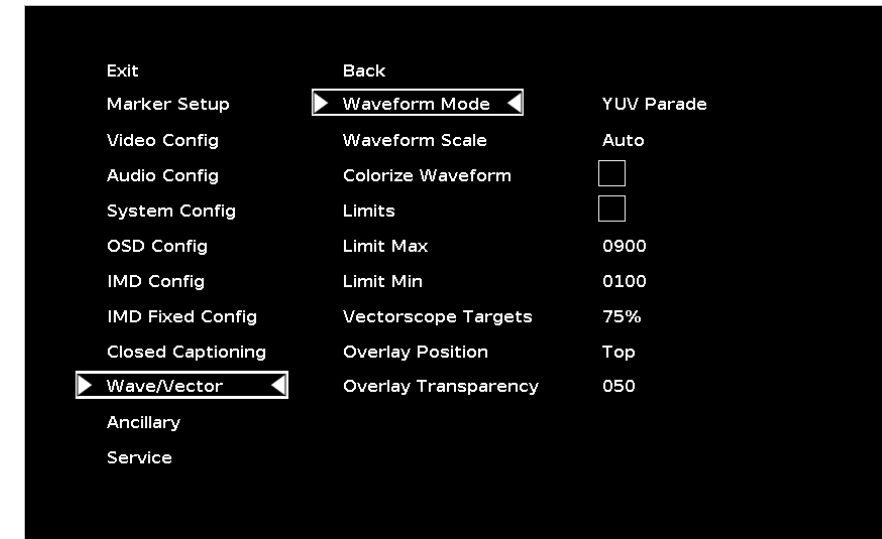 Exit Back
Marker Setup Waveform Mode YUV Parade
Video Config Waveform Scale Auto
Audio Config Colorize Waveform
System Config Limits
OSD Config Limit Max 0900
IMD Config Limit Min 0100
IMD Fixed Config Vectorscope Targets 75%
Closed Captioning Overlay Position Top
Wave/Vector Overlay Transparency 050
Ancillary
Service